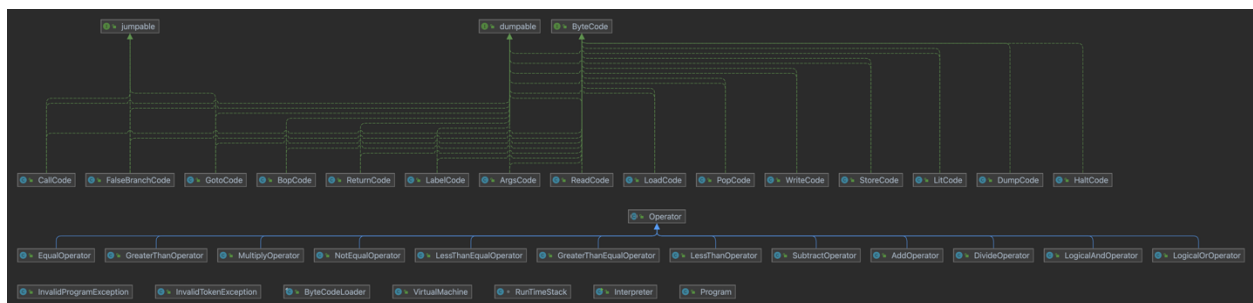 jumpable dumpable ByteCode
CallCode FalseBranchCode GotoCode BopCode ReturnCode LabelCode ArgsCode ReadCode LoadCode PopCode WriteCode StoreCode LitCode DumpCode HaltCode
Operator
EqualOperator GreaterThanOperator MultiplyOperator NotEqualOperator LessThanEqualOperator GreaterThanEqualOperator LessThanOperator SubtractOperator AddOperator DivideOperator LogicalAndOperator LogicalOrOperator
InvalidProgramException InvalidTokenException ByteCodeLoader VirtualMachine RunTimeStack Interpreter Program